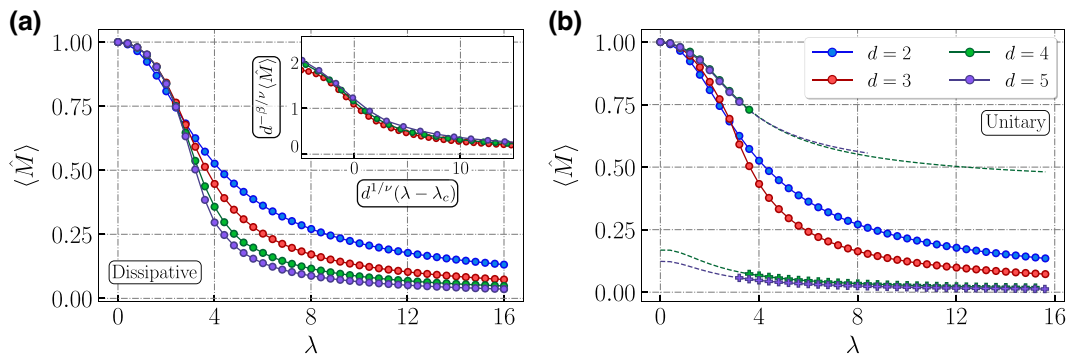 (a)
1.00
0.75
0.50
0.25
0.00
⟨M̂⟩
0
4
8
12
16
λ
Dissipative
2
1
0
d^{-β/ν}⟨M̂⟩
0
10
d^{1/ν}(λ − λ_c)
(b)
1.00
0.75
0.50
0.25
0.00
⟨M̂⟩
0
4
8
12
16
λ
d = 2
d = 4
d = 3
d = 5
Unitary